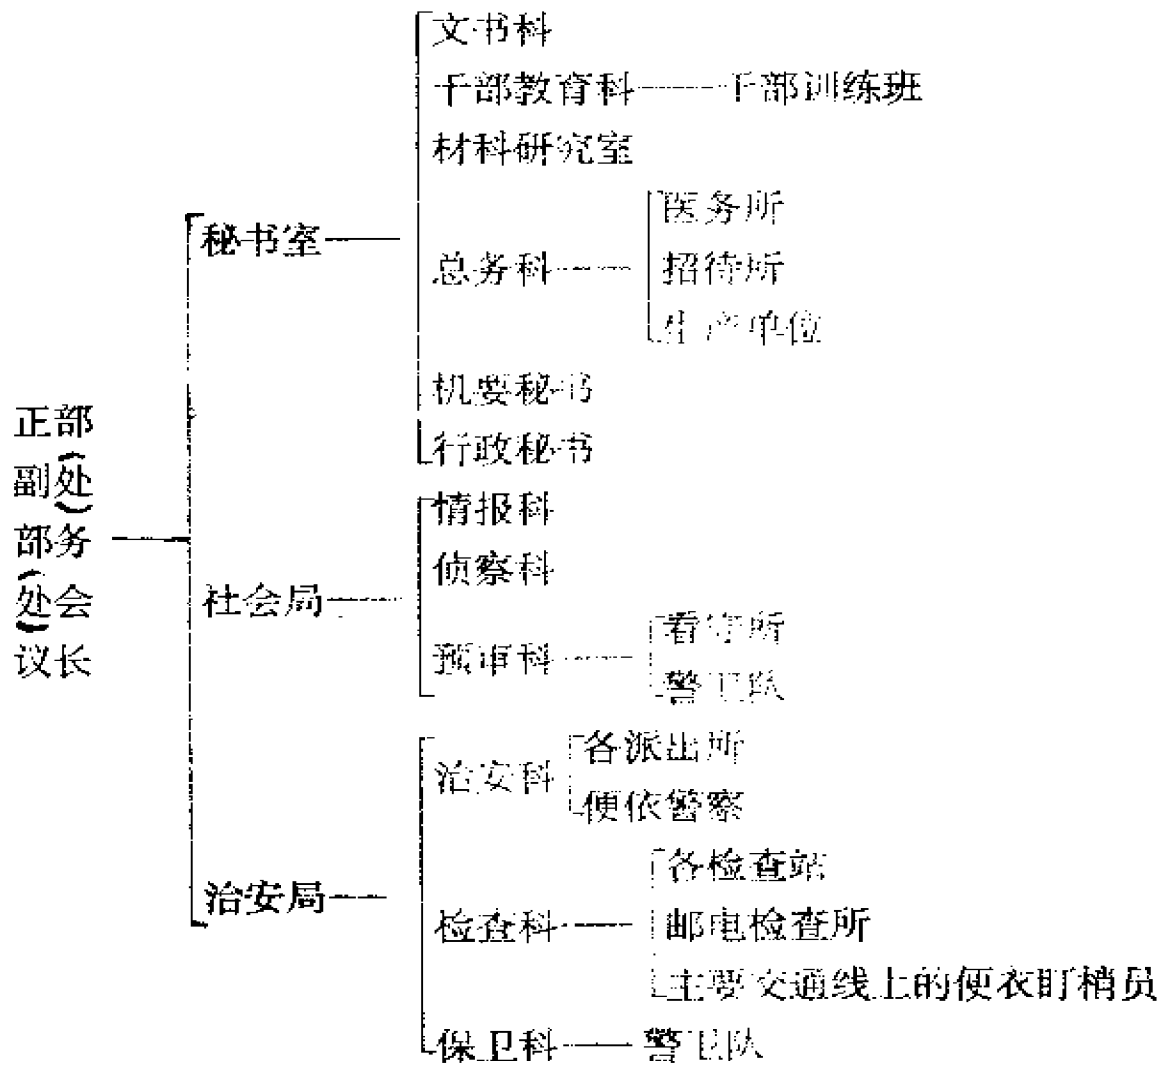 文书科
干部教育科——干部训练班
材科研究室
秘书室
医务所
总务科
招待所
生产单位
机要秘书
行政秘书
正部
副(处)
部务
(处)会
议长
情报科
侦察科
社会局
预审科
看守所
警卫队
治安科
各派出所
便依警察
治安局
检查科
各检查站
邮电检查所
主要交通线上的便衣盯梢员
保卫科——警卫队